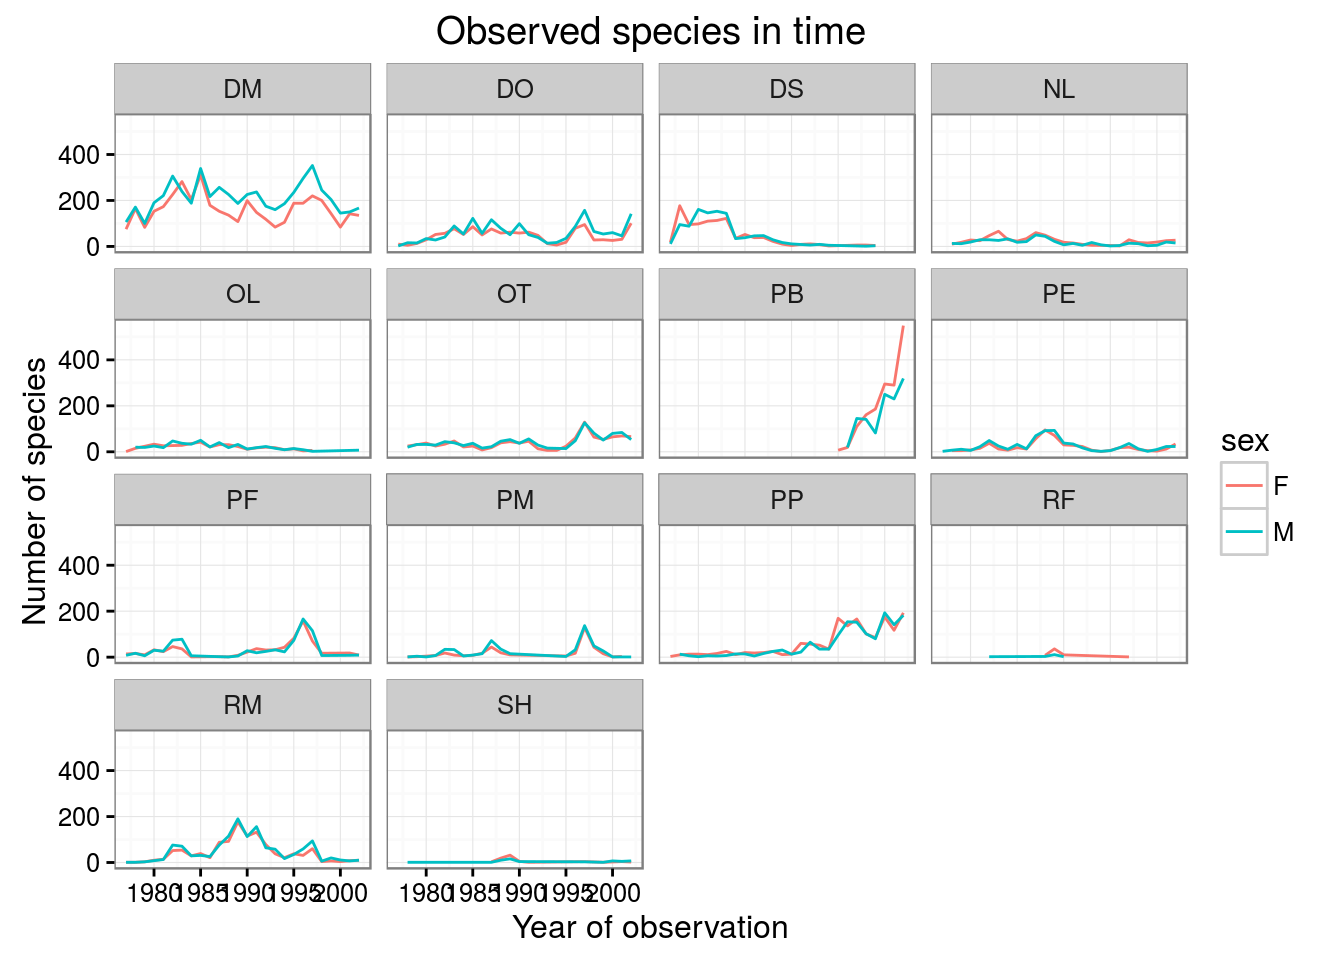 Observed species in time
DM DO DS NL
400
200
0
OL OT PB PE
400
200
0
PF PM PP RF
400
200
0
RM SH
400
200
0
1980 1985 1990 1995 2000 1980 1985 1990 1995 2000
Year of observation
Number of species
sex
F
M